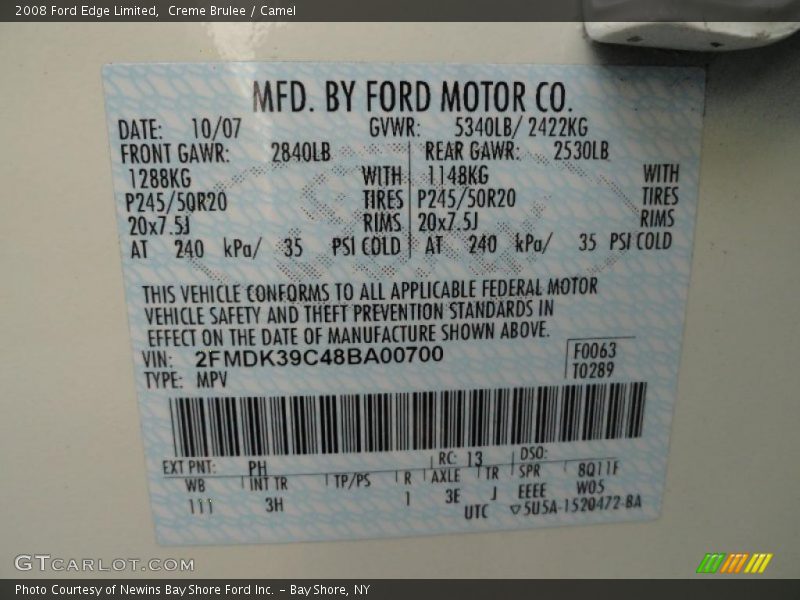 2008 Ford Edge Limited, Creme Brulee / Camel
MFD. BY FORD MOTOR CO.
DATE: 10/07 GVWR: 5340LB/ 2422KG
FRONT GAWR: 2840LB REAR GAWR: 2530LB
1288KG WITH 1148KG WITH
P245/50R20 TIRES P245/50R20 TIRES
20x7.5J RIMS 20x7.5J RIMS
AT 240 kPa/ 35 PSI COLD AT 240 kPa/ 35 PSI COLD
THIS VEHICLE CONFORMS TO ALL APPLICABLE FEDERAL MOTOR
VEHICLE SAFETY AND THEFT PREVENTION STANDARDS IN
EFFECT ON THE DATE OF MANUFACTURE SHOWN ABOVE.
VIN: 2FMDK39C48BA00700 F0063
TYPE: MPV T0289
EXT PNT: PH RC: 13 DSO:
WB INT TR TP/PS R AXLE TR SPR 8Q11F
111 3H 1 3E J EEEE W05
UTC ▽5U5A-1520472-BA
GTCARLOT.COM
Photo Courtesy of Newins Bay Shore Ford Inc. - Bay Shore, NY